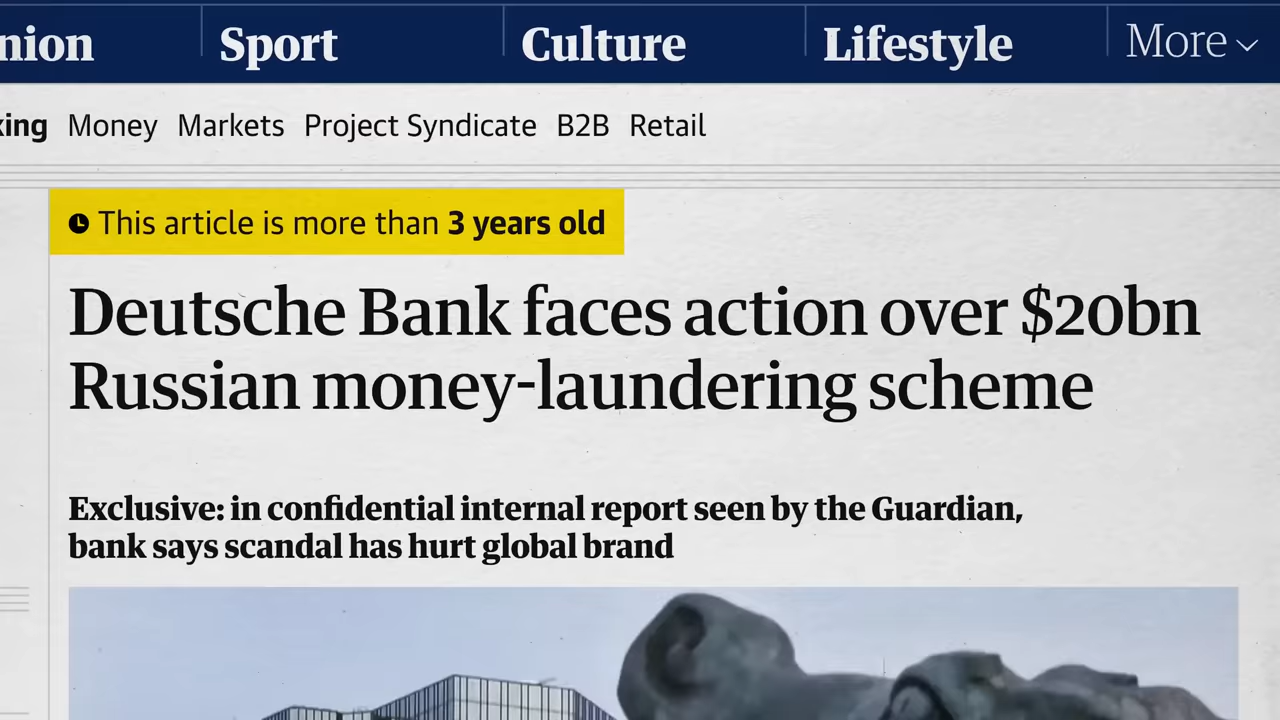 Sport Culture Lifestyle More
Money Markets Project Syndicate B2B Retail
This article is more than 3 years old
Deutsche Bank faces action over $20bn
Russian money-laundering scheme
Exclusive: in confidential internal report seen by the Guardian,
bank says scandal has hurt global brand